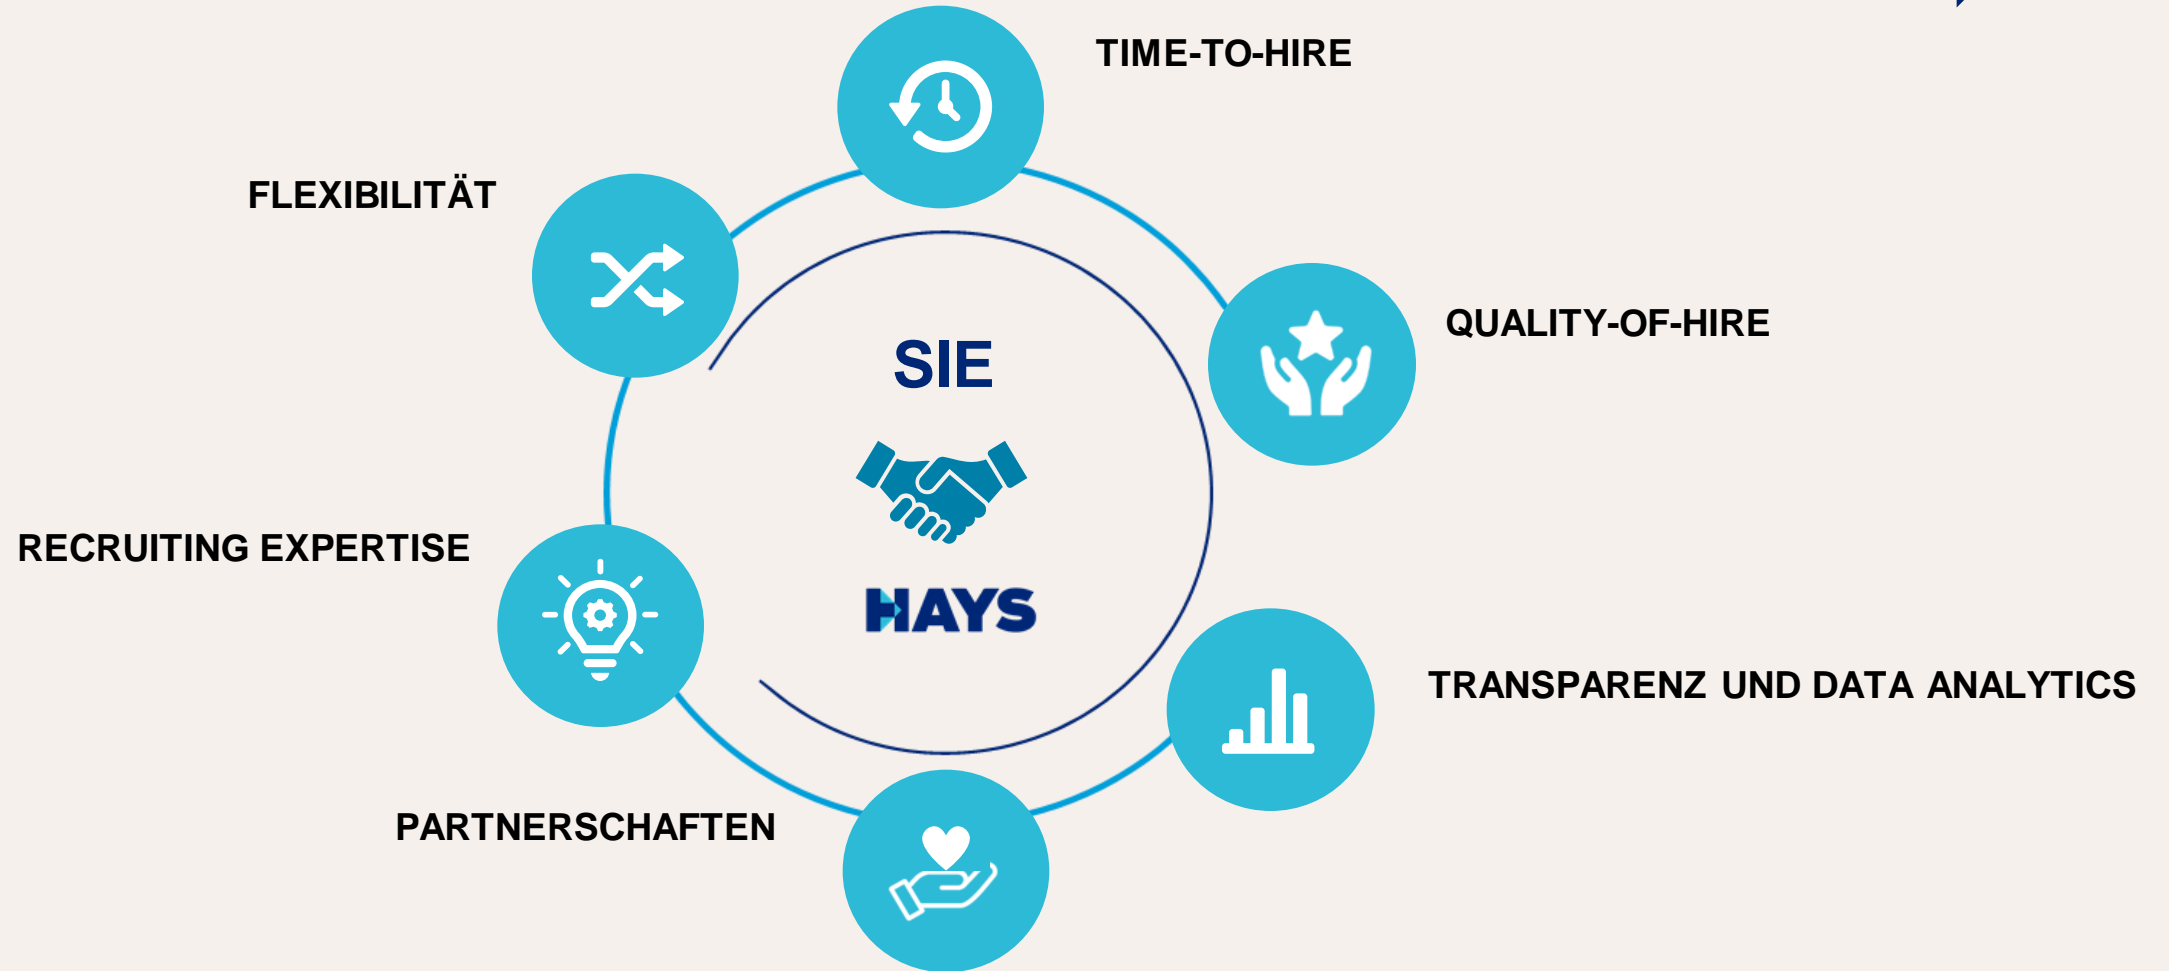 TIME-TO-HIRE
FLEXIBILITÄT
QUALITY-OF-HIRE
SIE
RECRUITING EXPERTISE
HAYS
TRANSPARENZ UND DATA ANALYTICS
PARTNERSCHAFTEN